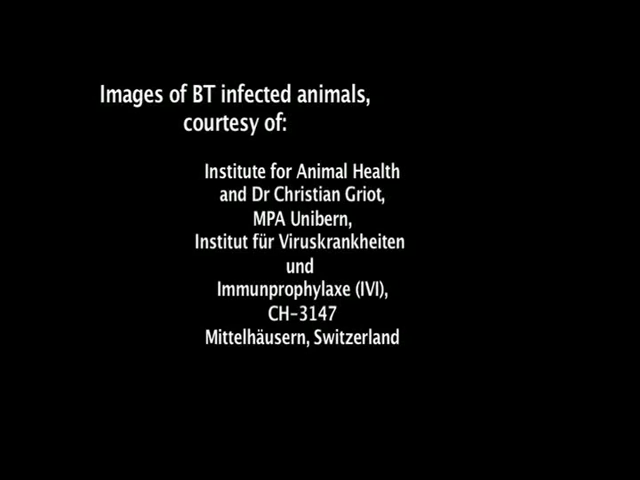 Images of BT infected animals,
courtesy of:
Institute for Animal Health
and Dr Christian Griot,
MPA Unibern,
Institut für Viruskrankheiten
und
Immunprophylaxe (IVI),
CH-3147
Mittelhäusern, Switzerland